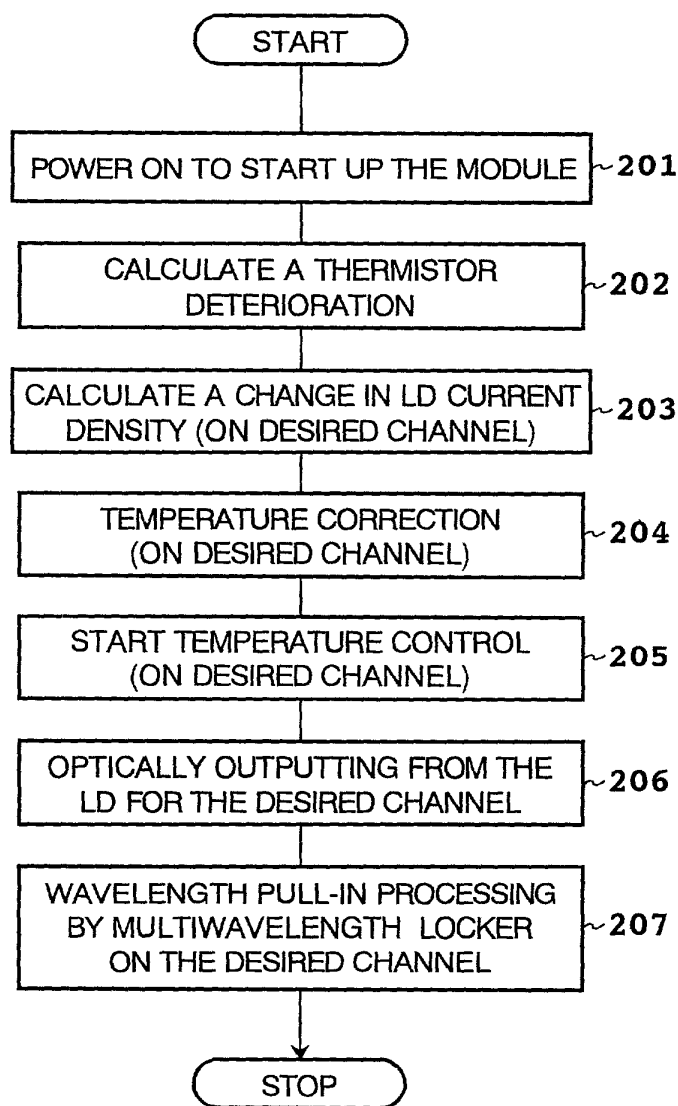 START
POWER ON TO START UP THE MODULE
201
CALCULATE A THERMISTOR
DETERIORATION
202
CALCULATE A CHANGE IN LD CURRENT
DENSITY (ON DESIRED CHANNEL)
203
TEMPERATURE CORRECTION
(ON DESIRED CHANNEL)
204
START TEMPERATURE CONTROL
(ON DESIRED CHANNEL)
205
OPTICALLY OUTPUTTING FROM THE
LD FOR THE DESIRED CHANNEL
206
WAVELENGTH PULL-IN PROCESSING
BY MULTIWAVELENGTH LOCKER
ON THE DESIRED CHANNEL
207
STOP